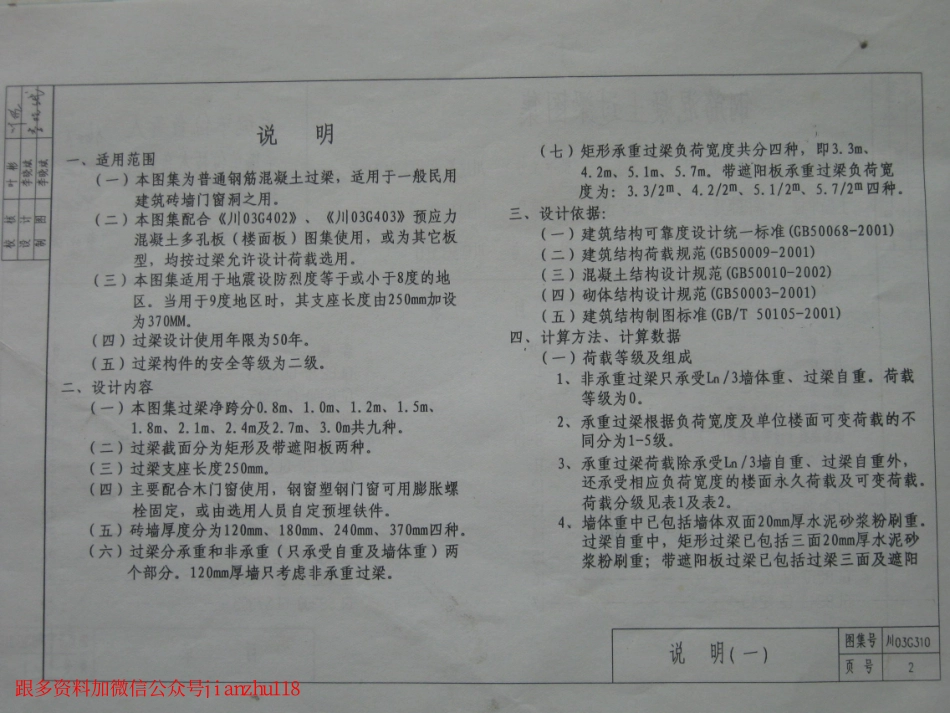 说 明
一、适用范围
(一)本图集为普通钢筋混凝土过梁,适用于一般民用
建筑砖墙门窗洞之用。
(二)本图集配合《川03G402》、《川03G403》预应力
混凝土多孔板(楼面板)图集使用,或为其它板
型,均按过梁允许设计荷载选用。
(三)本图集适用于地震设防烈度等于或小于8度的地
区。当用于9度地区时,其支座长度由250mm加设
为370MM。
(四)过梁设计使用年限为50年。
(五)过梁构件的安全等级为二级。
二、设计内容
(一)本图集过梁净跨分0.8m、1.0m、1.2m、1.5m、
1.8m、2.1m、2.4m及2.7m、3.0m共九种。
(二)过梁截面分为矩形及带遮阳板两种。
(三)过梁支座长度250mm。
(四)主要配合木门窗使用,钢窗塑钢门窗可用膨胀螺
栓固定,或由选用人员自定预埋铁件。
(五)砖墙厚度分为120mm、180mm、240mm、370mm四种。
(六)过梁分承重和非承重(只承受自重及墙体重)两
个部分。120mm厚墙只考虑非承重过梁。
(七)矩形承重过梁负荷宽度共分四种,即3.3m、
4.2m、5.1m、5.7m。带遮阳板承重过梁负荷宽
度为:3.3/2m、4.2/2m、5.1/2m、5.7/2m四种。
三、设计依据:
(一)建筑结构可靠度设计统一标准(GB50068-2001)
(二)建筑结构荷载规范(GB50009-2001)
(三)混凝土结构设计规范(GB50010-2002)
(四)砌体结构设计规范(GB50003-2001)
(五)建筑结构制图标准(GB/T 50105-2001)
四、计算方法、计算数据
(一)荷载等级及组成
1、非承重过梁只承受Ln/3墙体重、过梁自重。荷载
等级为0。
2、承重过梁根据负荷宽度及单位楼面可变荷载的不
同分为1-5级。
3、承重过梁荷载除承受Ln/3墙自重、过梁自重外,
还承受相应负荷宽度的楼面永久荷载及可变荷载。
荷载分级见表1及表2。
4、墙体重中已包括墙体双面20mm厚水泥砂浆粉刷重。
过梁自重中,矩形过梁已包括三面20mm厚水泥砂
浆粉刷重;带遮阳板过梁已包括过梁三面及遮阳
说 明(一)
图集号 川03G310
页 号 2
校 核 叶彬
设 计 李晓斌
制 图 李晓斌
跟多资料加微信公众号jianzhu118